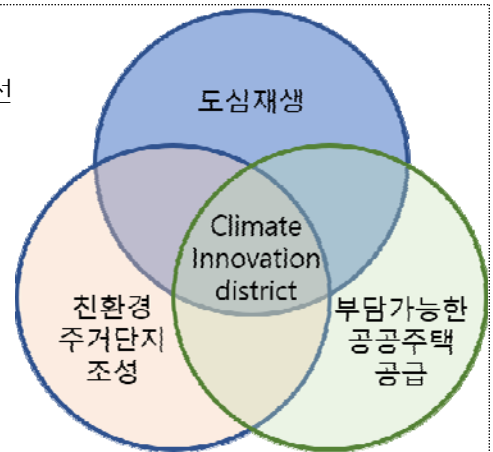 선
도심재생
Climate
Innovation
district
친환경
주거단지
조성
부담가능한
공공주택
공급